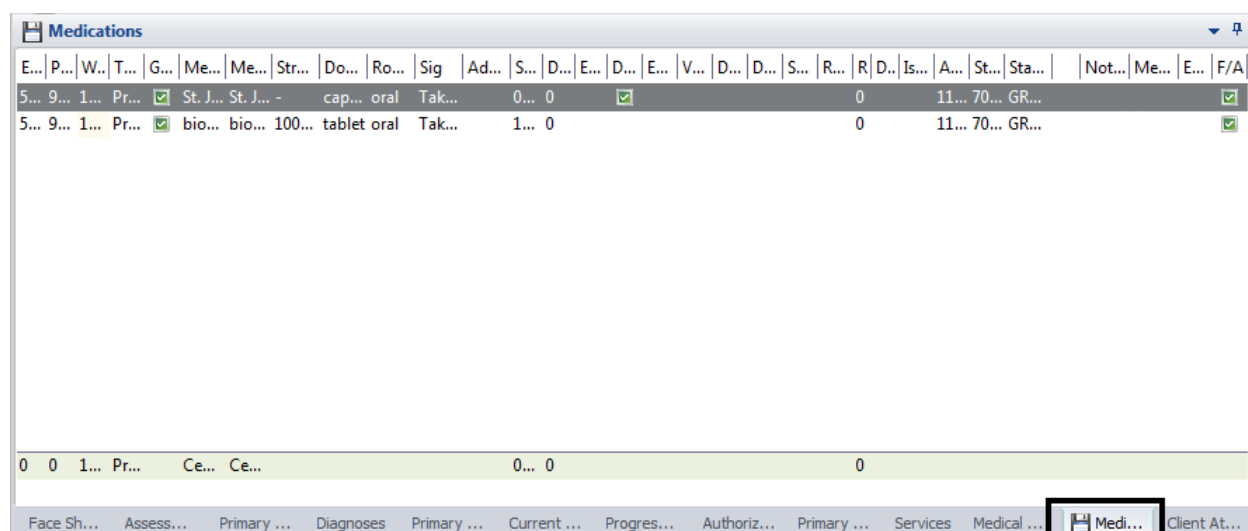 Medications
E... P... W... T... G... Me... Me... Str... Do... Ro... Sig Ad... S... D... E... D... E... V... D... D... S... R... R D.. Is... A... St... Sta... Not... Me... E... F/A
5... 9... 1... Pr... St. J... St. J... - cap... oral Tak... 0... 0 0 11... 70... GR...
5... 9... 1... Pr... bio... bio... 100... tablet oral Tak... 1... 0 0 11... 70... GR...
0 0 1... Pr... Ce... Ce... 0... 0 0
Face Sh... Assess... Primary ... Diagnoses Primary ... Current ... Progres... Authoriz... Primary ... Services Medical ... Medi... Client At...